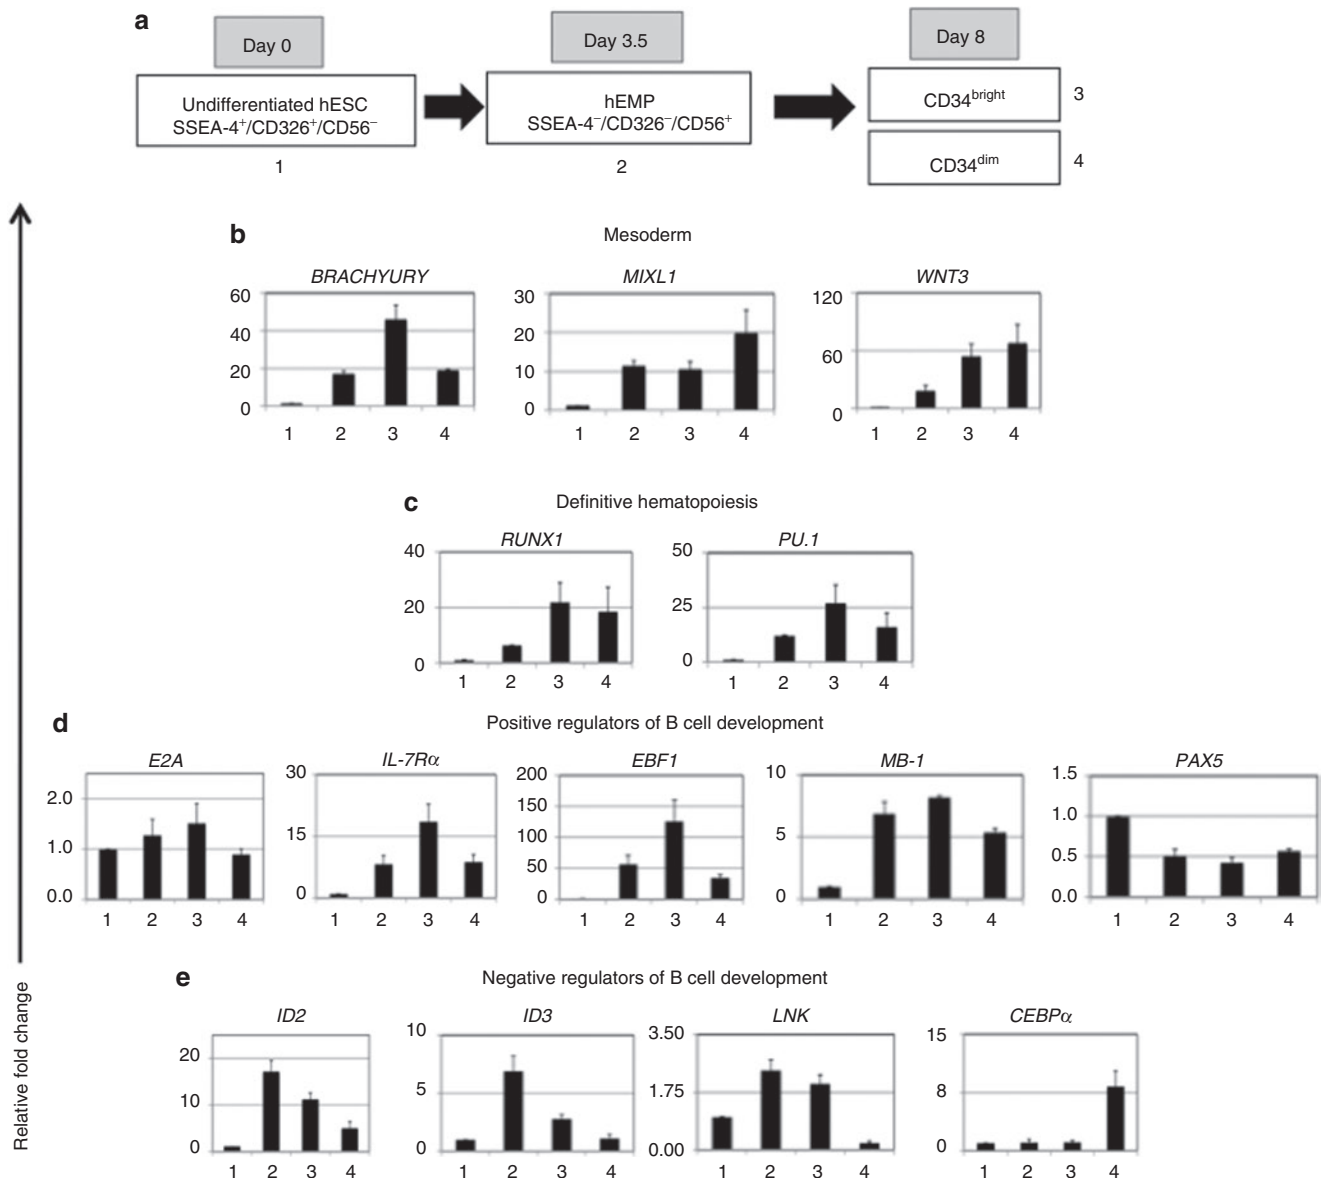 a
Day 0
Day 3.5
Day 8
Undifferentiated hESC
SSEA-4⁺/CD326⁺/CD56⁻
hEMP
SSEA-4⁻/CD326⁻/CD56⁺
CD34ᵇʳⁱᵍʰᵗ
3
CD34ᵈⁱᵐ
4
1
2
b
Mesoderm
BRACHYURY
60
40
20
0
1 2 3 4
MIXL1
30
20
10
0
1 2 3 4
WNT3
120
60
0
1 2 3 4
c
Definitive hematopoiesis
RUNX1
40
20
0
1 2 3 4
PU.1
50
25
0
1 2 3 4
d
Positive regulators of B cell development
E2A
2.0
1.0
0.0
1 2 3 4
IL-7Rα
30
15
0
1 2 3 4
EBF1
200
150
100
50
0
1 2 3 4
MB-1
10
5
0
1 2 3 4
PAX5
1.5
1.0
0.5
0.0
1 2 3 4
e
Negative regulators of B cell development
ID2
20
10
0
1 2 3 4
ID3
10
5
0
1 2 3 4
LNK
3.50
1.75
0.00
1 2 3 4
CEBPα
15
8
0
1 2 3 4
Relative fold change